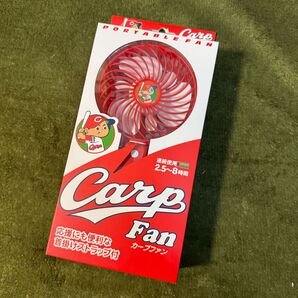 PORTABLE FAN Carp
連続使用
2.5~8時間
Carp
Carp
Fan
カープファン
応援にも便利な
首掛けストラップ付